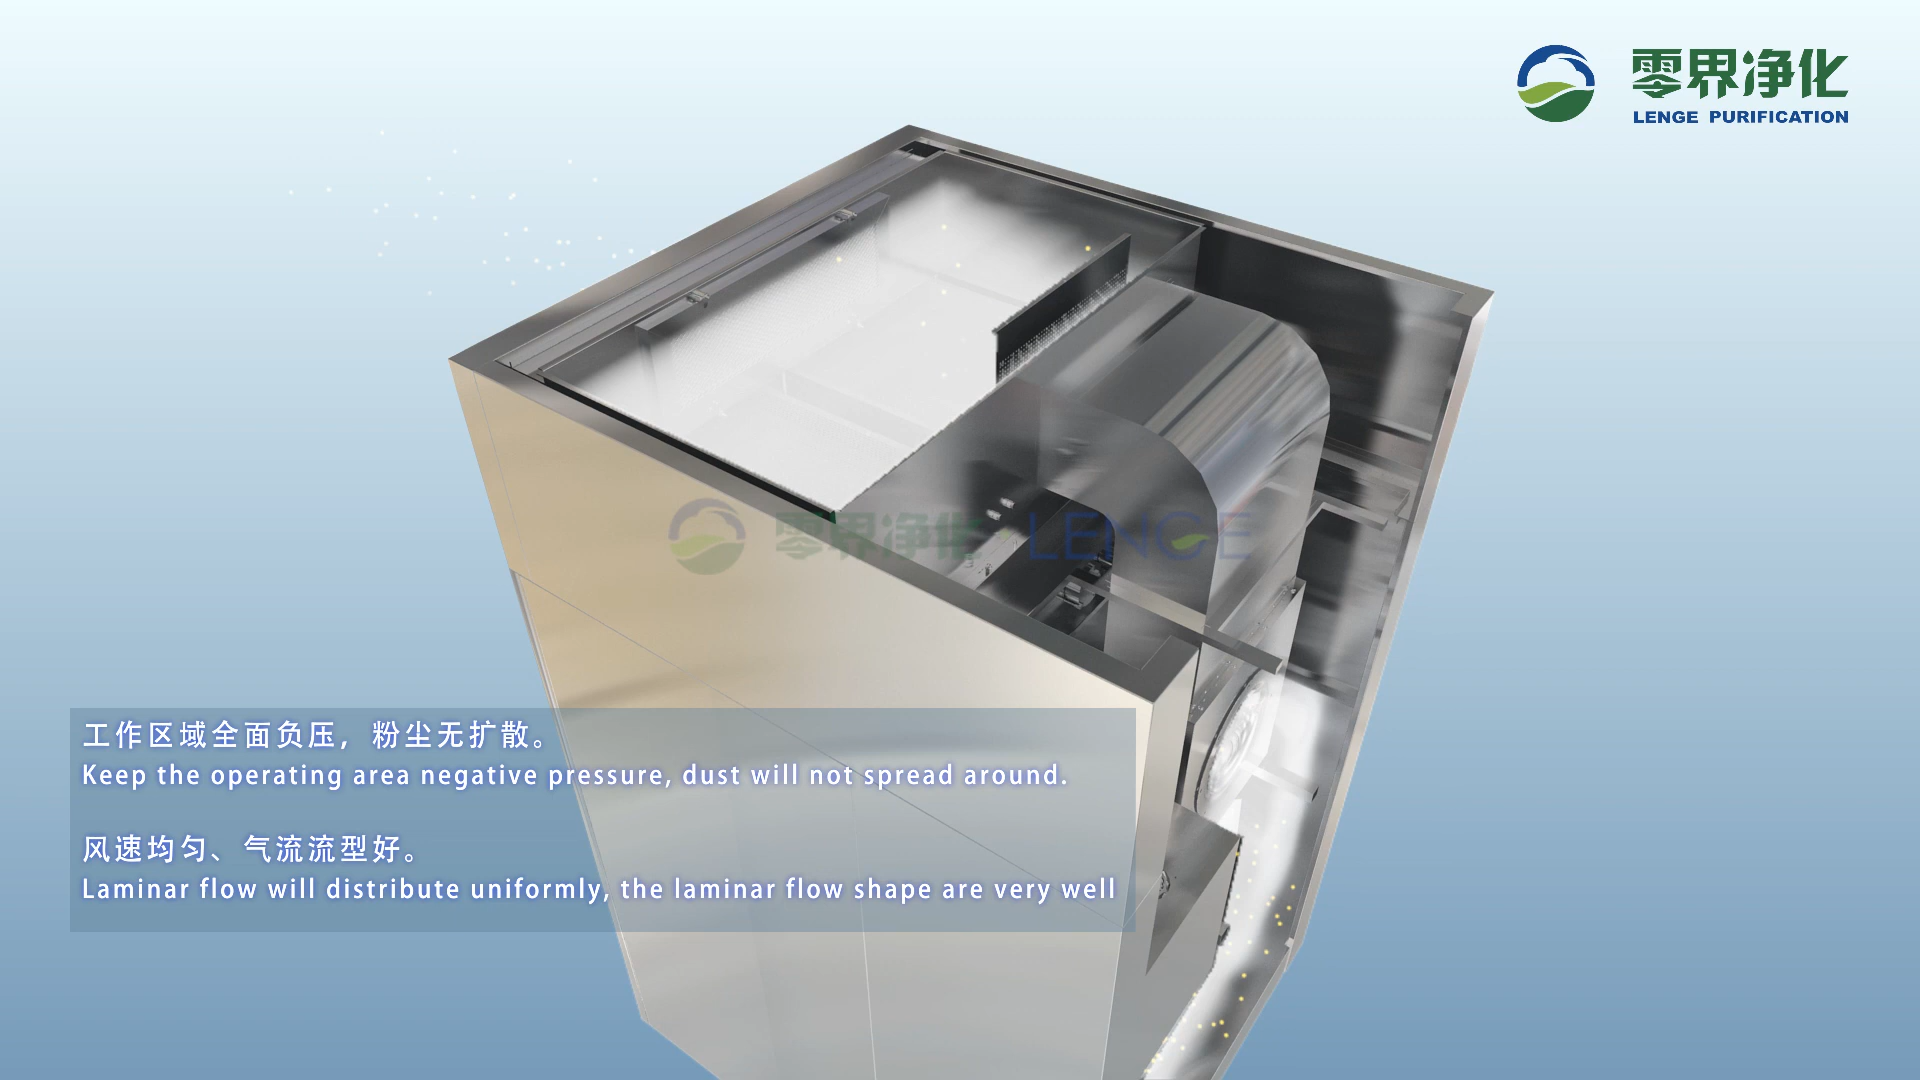 零界净化
LENGE PURIFICATION
零界净化·LENGE
工作区域全面负压，粉尘无扩散。
Keep the operating area negative pressure, dust will not spread around.
风速均匀、气流流型好。
Laminar flow will distribute uniformly, the laminar flow shape are very well